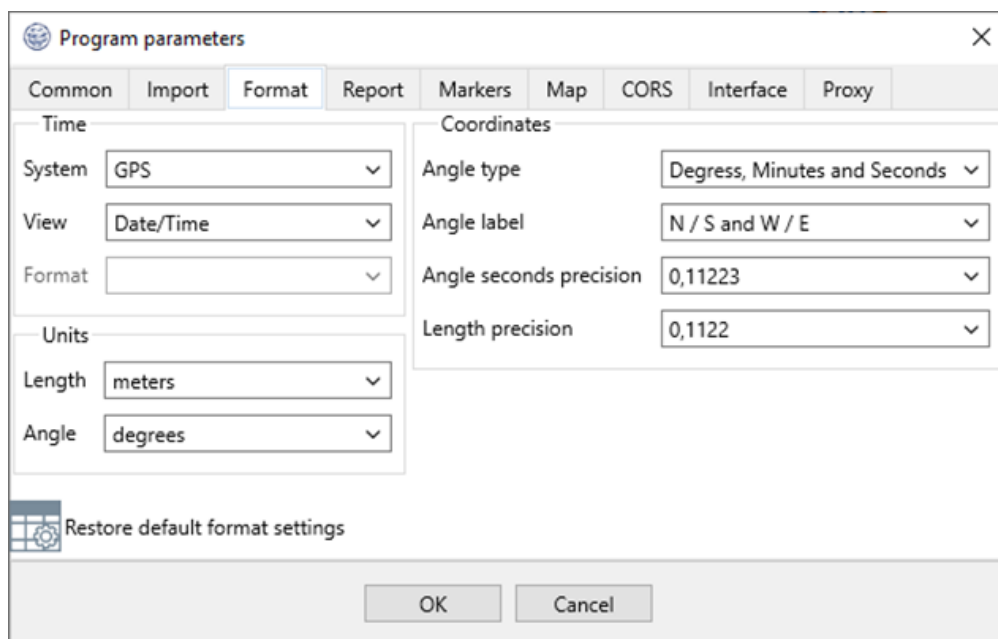 Program parameters
Common Import Format Report Markers Map CORS Interface Proxy
Time
System GPS
View Date/Time
Format
Units
Length meters
Angle degrees
Coordinates
Angle type Degress, Minutes and Seconds
Angle label N / S and W / E
Angle seconds precision 0,11223
Length precision 0,1122
Restore default format settings
OK Cancel